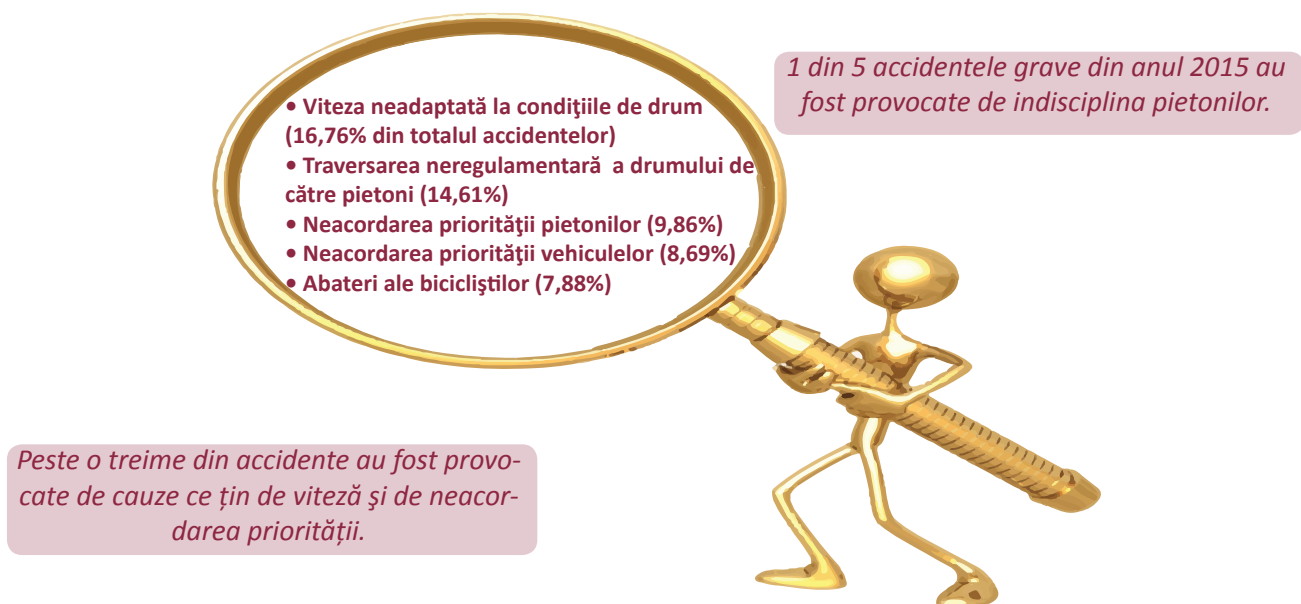 1 din 5 accidentele grave din anul 2015 au
fost provocate de indisciplina pietonilor.
• Viteza neadaptată la condiţiile de drum
(16,76% din totalul accidentelor)
• Traversarea neregulamentară  a drumului de
către pietoni (14,61%)
• Neacordarea priorităţii pietonilor (9,86%)
• Neacordarea priorităţii vehiculelor (8,69%)
• Abateri ale bicicliştilor (7,88%)
Peste o treime din accidente au fost provo-
cate de cauze ce țin de viteză şi de neacor-
darea priorității.